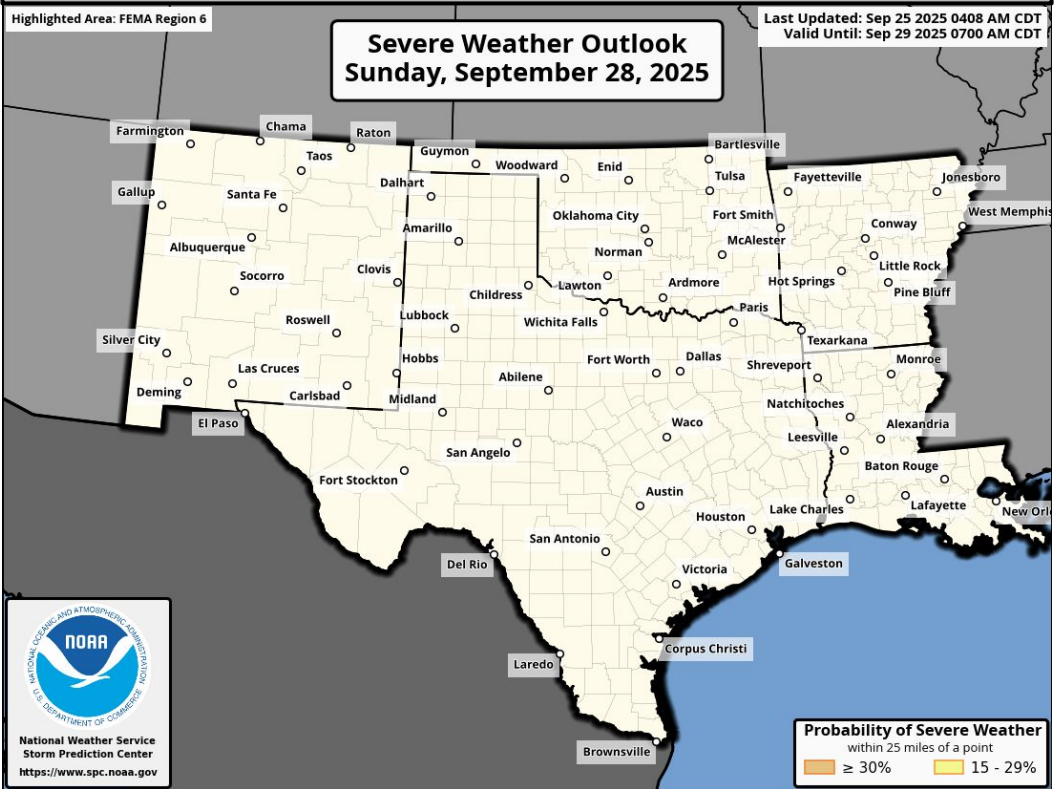 Highlighted Area: FEMA Region 6
Severe Weather Outlook
Sunday, September 28, 2025
Last Updated: Sep 25 2025 0408 AM CDT
Valid Until: Sep 29 2025 0700 AM CDT
Farmington
Chama
Raton
Taos
Guymon
Woodward
Enid
Bartlesville
Gallup
Santa Fe
Dalhart
Tulsa
Fayetteville
Jonesboro
Albuquerque
Amarillo
Oklahoma City
Fort Smith
Conway
West Memphis
Norman
McAlester
Socorro
Clovis
Childress
Lawton
Ardmore
Hot Springs
Little Rock
Pine Bluff
Roswell
Lubbock
Wichita Falls
Paris
Texarkana
Silver City
Las Cruces
Hobbs
Fort Worth
Dallas
Shreveport
Monroe
Deming
Carlsbad
Midland
Abilene
Natchitoches
El Paso
San Angelo
Waco
Leesville
Alexandria
Fort Stockton
Austin
Houston
Lake Charles
Baton Rouge
Lafayette
New Orl
Del Rio
San Antonio
Victoria
Galveston
Laredo
Corpus Christi
Brownsville
NATIONAL OCEANIC AND ATMOSPHERIC ADMINISTRATION
NOAA
U.S. DEPARTMENT OF COMMERCE
National Weather Service
Storm Prediction Center
https://www.spc.noaa.gov
Probability of Severe Weather
within 25 miles of a point
≥ 30%
15 - 29%